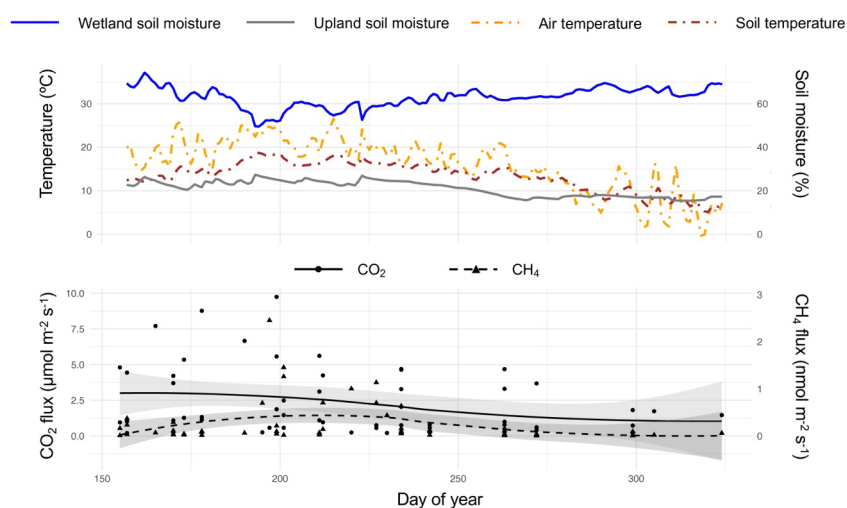 Wetland soil moisture Upland soil moisture Air temperature Soil temperature
Temperature (ºC)
30
20
10
0
Soil moisture (%)
60
40
20
0
CO₂ CH₄
CO₂ flux (μmol m⁻² s⁻¹)
10.0
7.5
5.0
2.5
0.0
CH₄ flux (nmol m⁻² s⁻¹)
3
2
1
0
150 200 250 300
Day of year